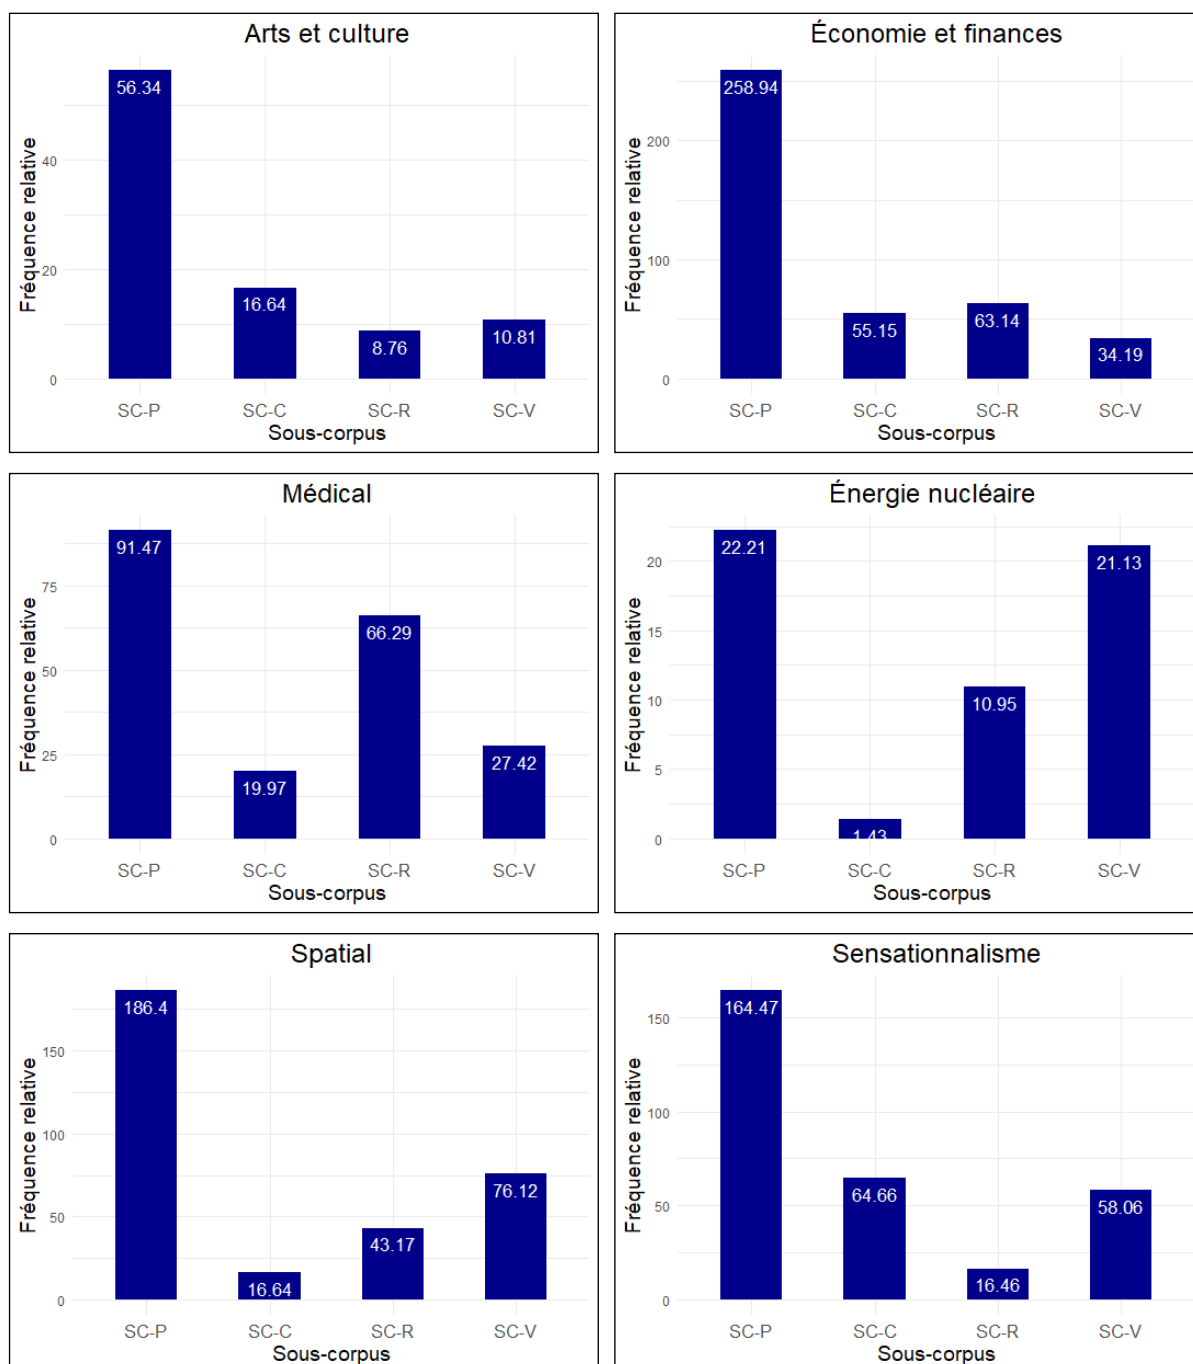 Arts et culture
Fréquence relative
40
20
0
56.34
16.64
8.76
10.81
SC-P SC-C SC-R SC-V
Sous-corpus
Économie et finances
Fréquence relative
200
100
0
258.94
55.15
63.14
34.19
SC-P SC-C SC-R SC-V
Sous-corpus
Médical
Fréquence relative
75
50
25
0
91.47
19.97
66.29
27.42
SC-P SC-C SC-R SC-V
Sous-corpus
Énergie nucléaire
Fréquence relative
20
15
10
5
0
22.21
1.43
10.95
21.13
SC-P SC-C SC-R SC-V
Sous-corpus
Spatial
Fréquence relative
150
100
50
0
186.4
16.64
43.17
76.12
SC-P SC-C SC-R SC-V
Sous-corpus
Sensationnalisme
Fréquence relative
150
100
50
0
164.47
64.66
16.46
58.06
SC-P SC-C SC-R SC-V
Sous-corpus